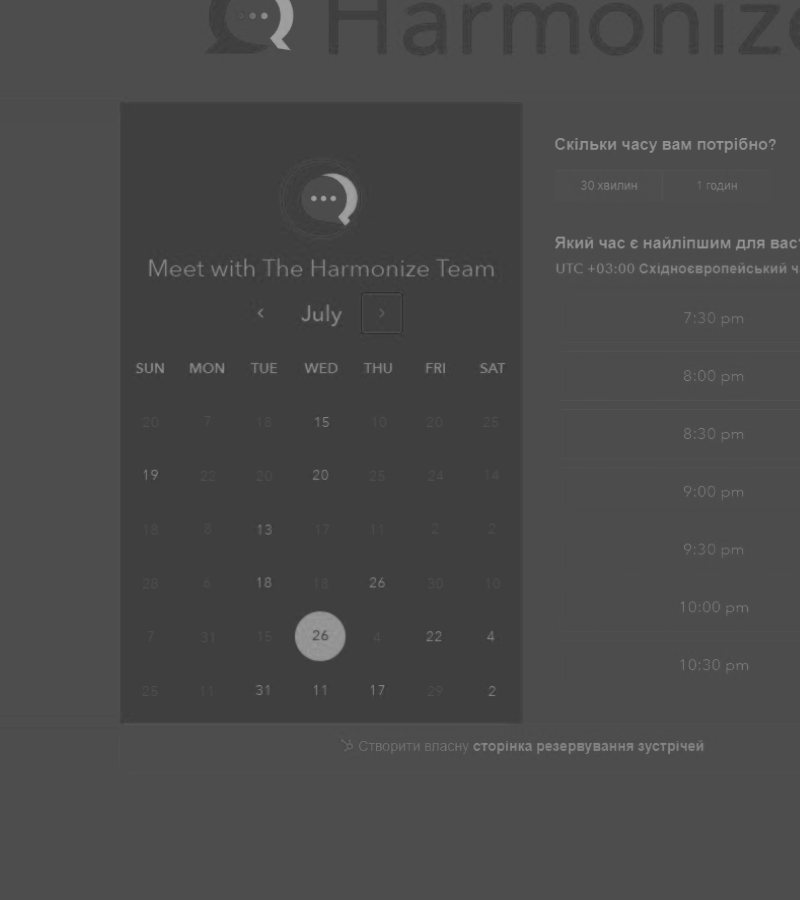 Harmonize
Meet with The Harmonize Team
July
SUN MON TUE WED THU FRI SAT
20 7 18 15 10 20 25
19 22 20 20 25 24 14
18 8 13 17 11 2 2
28 6 18 18 26 30 10
7 31 15 26 4 22 4
25 11 31 11 17 29 2
Скільки часу вам потрібно?
30 хвилин 1 годин
Який час є найліпшим для вас
UTC +03:00 Східноєвропейський ч
7:30 pm
8:00 pm
8:30 pm
9:00 pm
9:30 pm
10:00 pm
10:30 pm
Створити власну сторінка резервування зустрічей